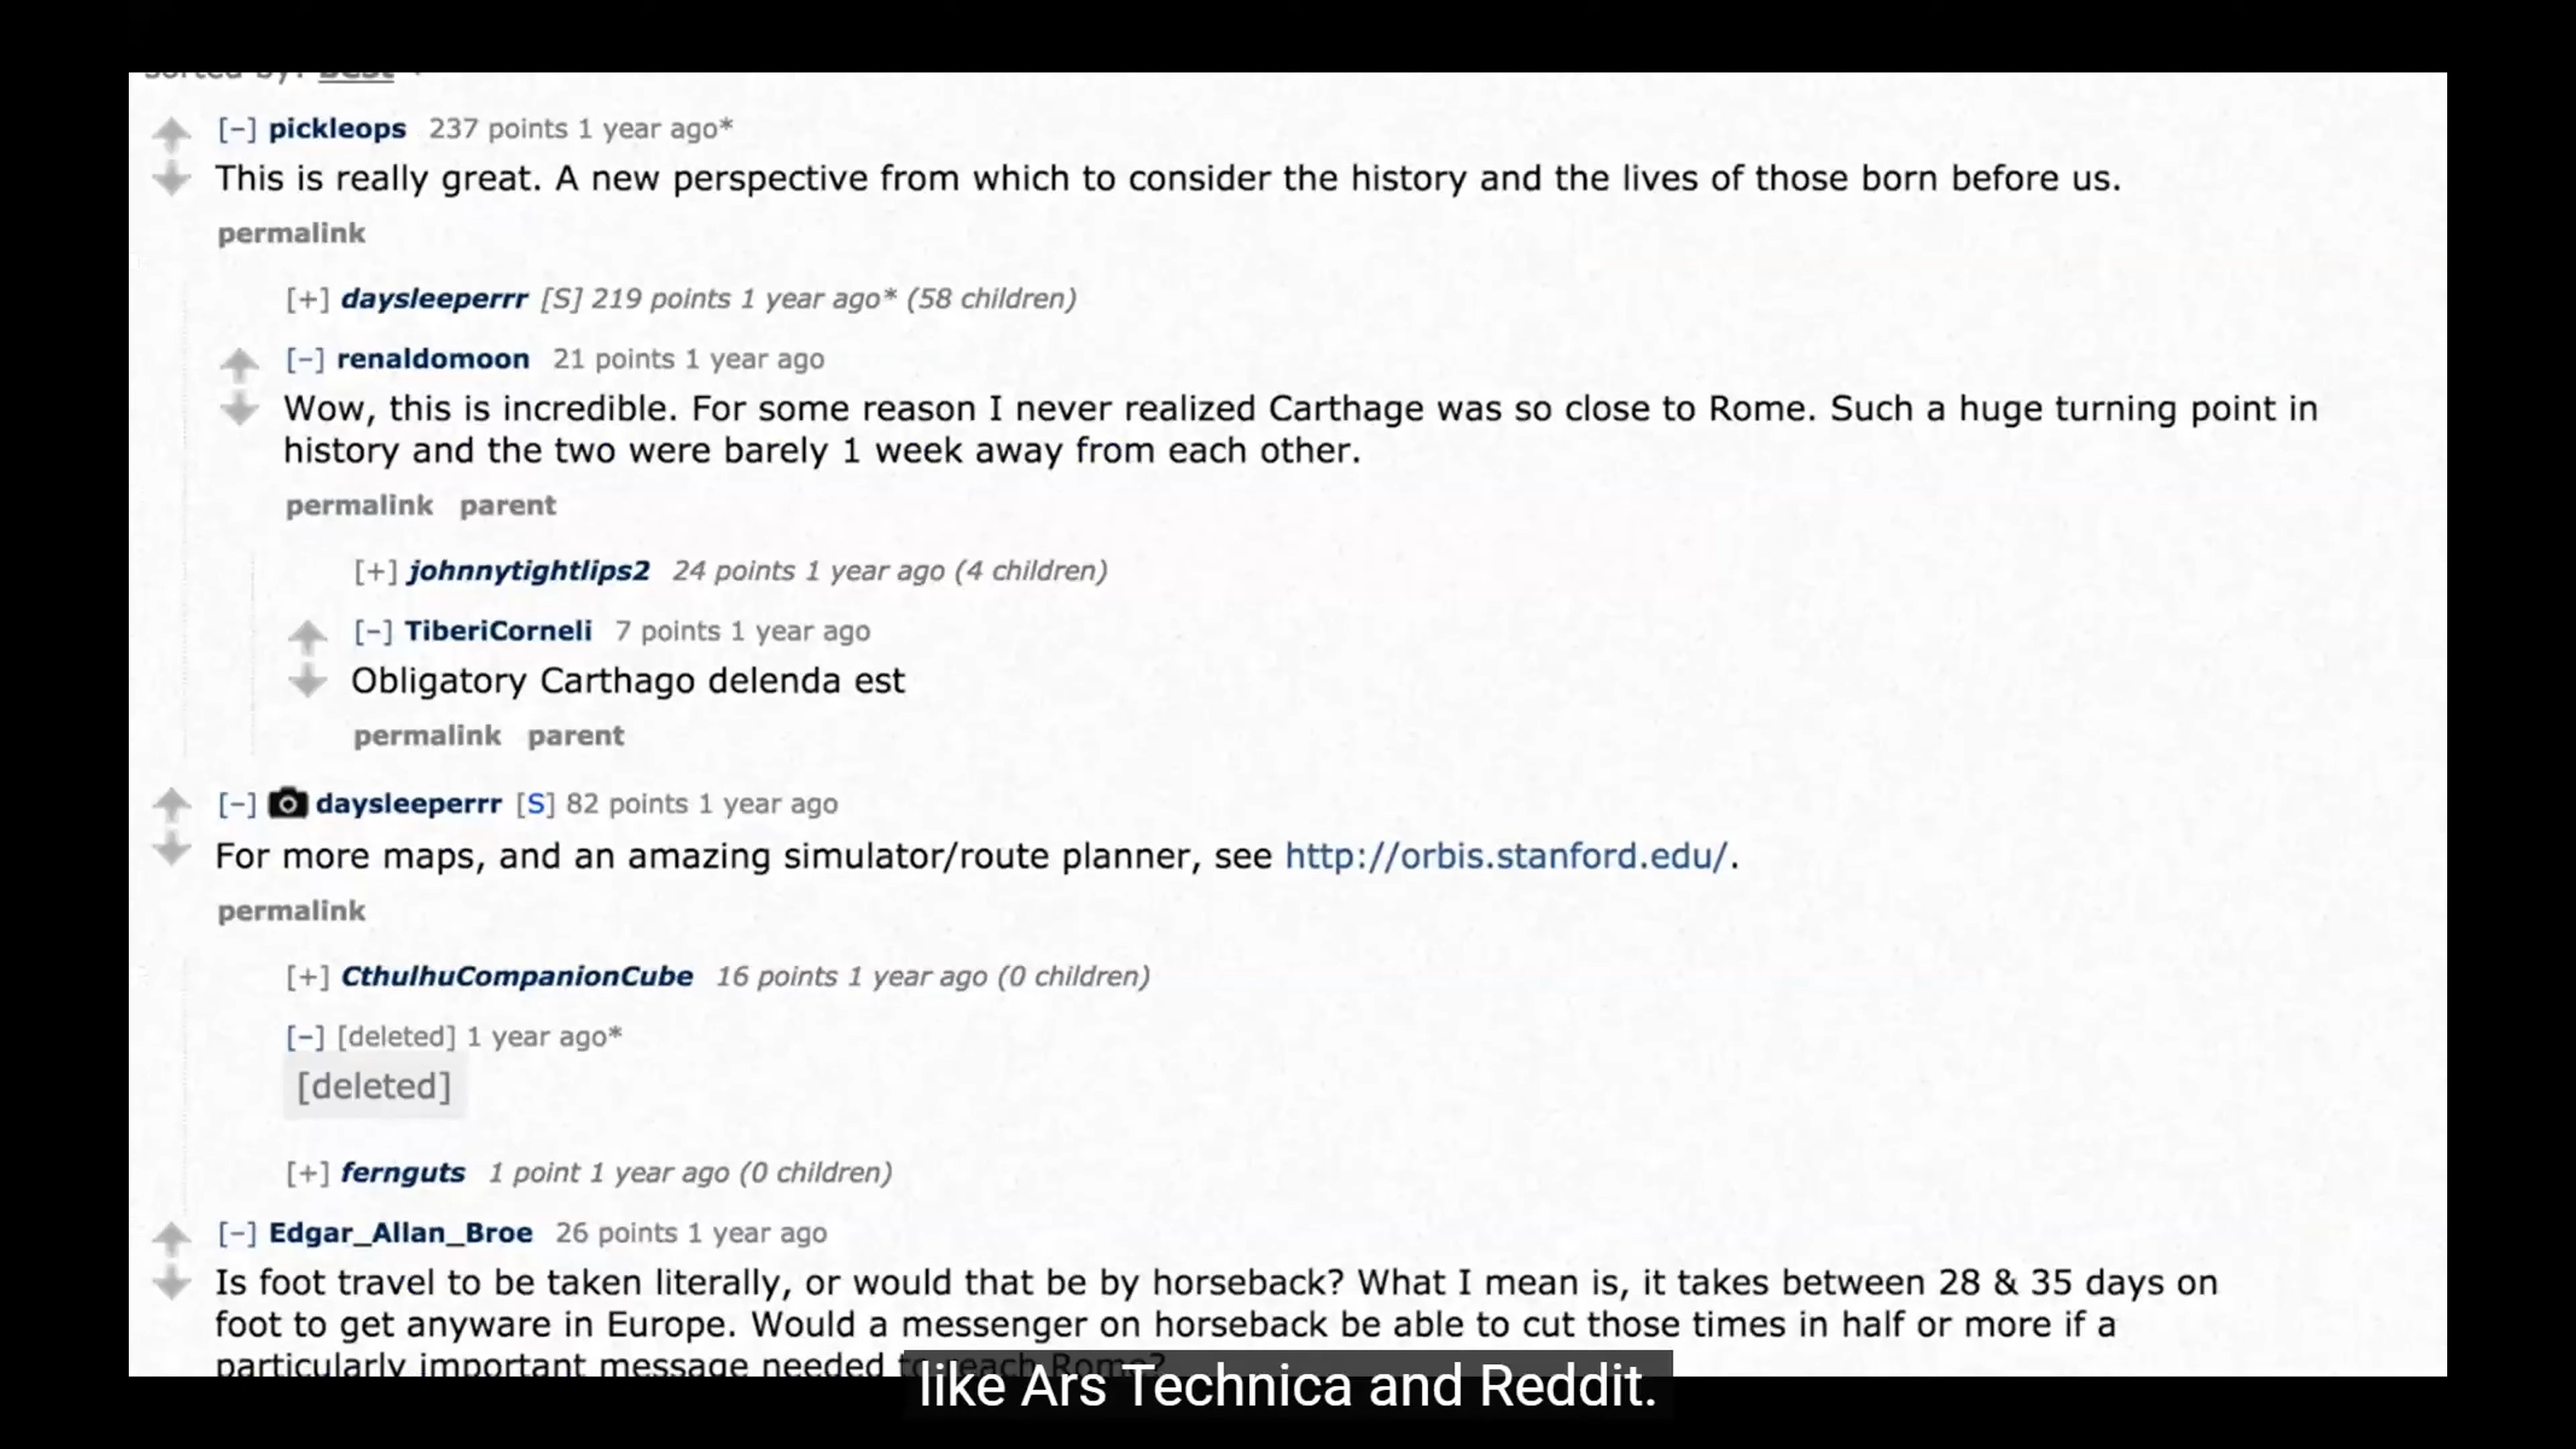 sorted by: best
[–] pickleops 237 points 1 year ago*
This is really great. A new perspective from which to consider the history and the lives of those born before us.
permalink
[+] daysleeperrr [S] 219 points 1 year ago* (58 children)
[–] renaldomoon 21 points 1 year ago
Wow, this is incredible. For some reason I never realized Carthage was so close to Rome. Such a huge turning point in
history and the two were barely 1 week away from each other.
permalink parent
[+] johnnytightlips2 24 points 1 year ago (4 children)
[–] TiberiCorneli 7 points 1 year ago
Obligatory Carthago delenda est
permalink parent
[–] daysleeperrr [S] 82 points 1 year ago
For more maps, and an amazing simulator/route planner, see http://orbis.stanford.edu/.
permalink
[+] CthulhuCompanionCube 16 points 1 year ago (0 children)
[–] [deleted] 1 year ago*
[deleted]
[+] fernguts 1 point 1 year ago (0 children)
[–] Edgar_Allan_Broe 26 points 1 year ago
Is foot travel to be taken literally, or would that be by horseback? What I mean is, it takes between 28 & 35 days on
foot to get anyware in Europe. Would a messenger on horseback be able to cut those times in half or more if a
particularly important message needed to reach Rome?
like Ars Technica and Reddit.